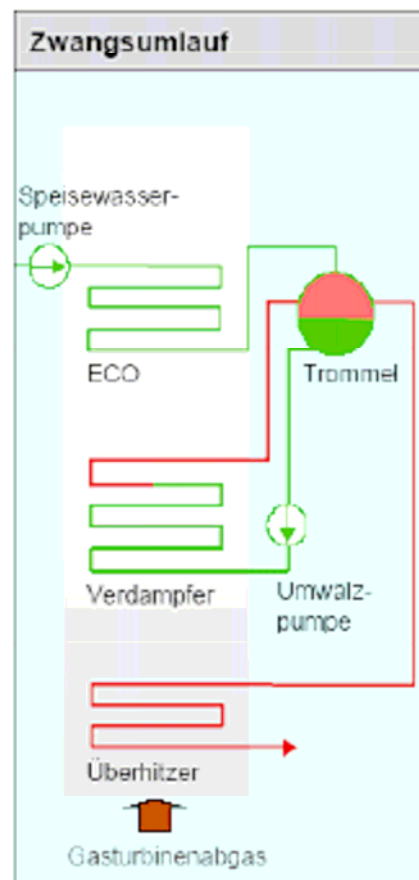 Zwangsumlauf
Speisewasser-
pumpe
ECO
Trommel
Verdampfer
Umwälz-
pumpe
Überhitzer
Gasturbinenabgas